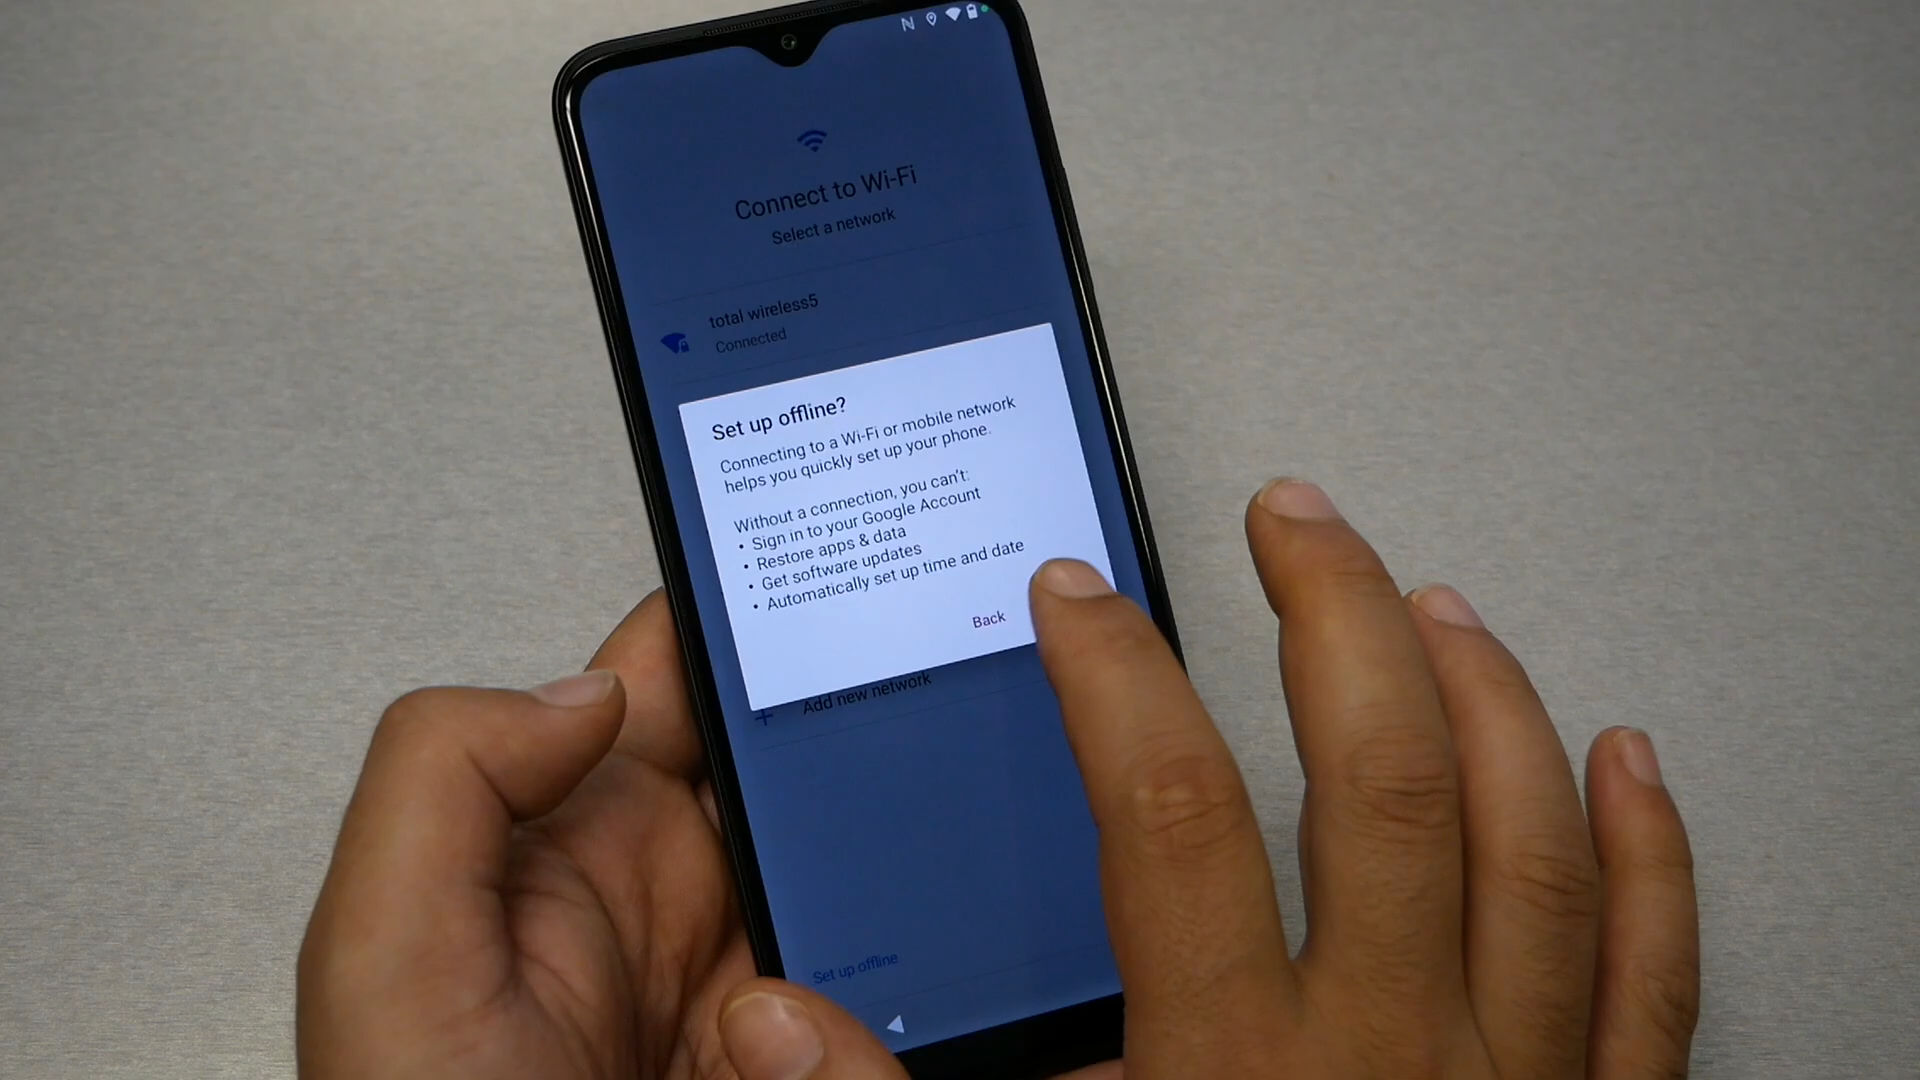 Connect to Wi-Fi
Select a network
total wireless5
Connected
Set up offline?
Connecting to a Wi-Fi or mobile network
helps you quickly set up your phone.
Without a connection, you can't:
• Sign in to your Google Account
• Restore apps & data
• Get software updates
• Automatically set up time and date
Back
Add new network
Set up offline